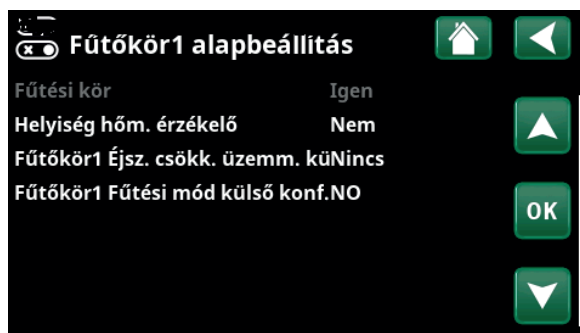 Fűtőkör1 alapbeállítás
Fűtési kör Igen
Helyiség hőm. érzékelő Nem
Fűtőkör1 Éjsz. csökk. üzemm. küNincs
Fűtőkör1 Fűtési mód külső konf.NO
OK